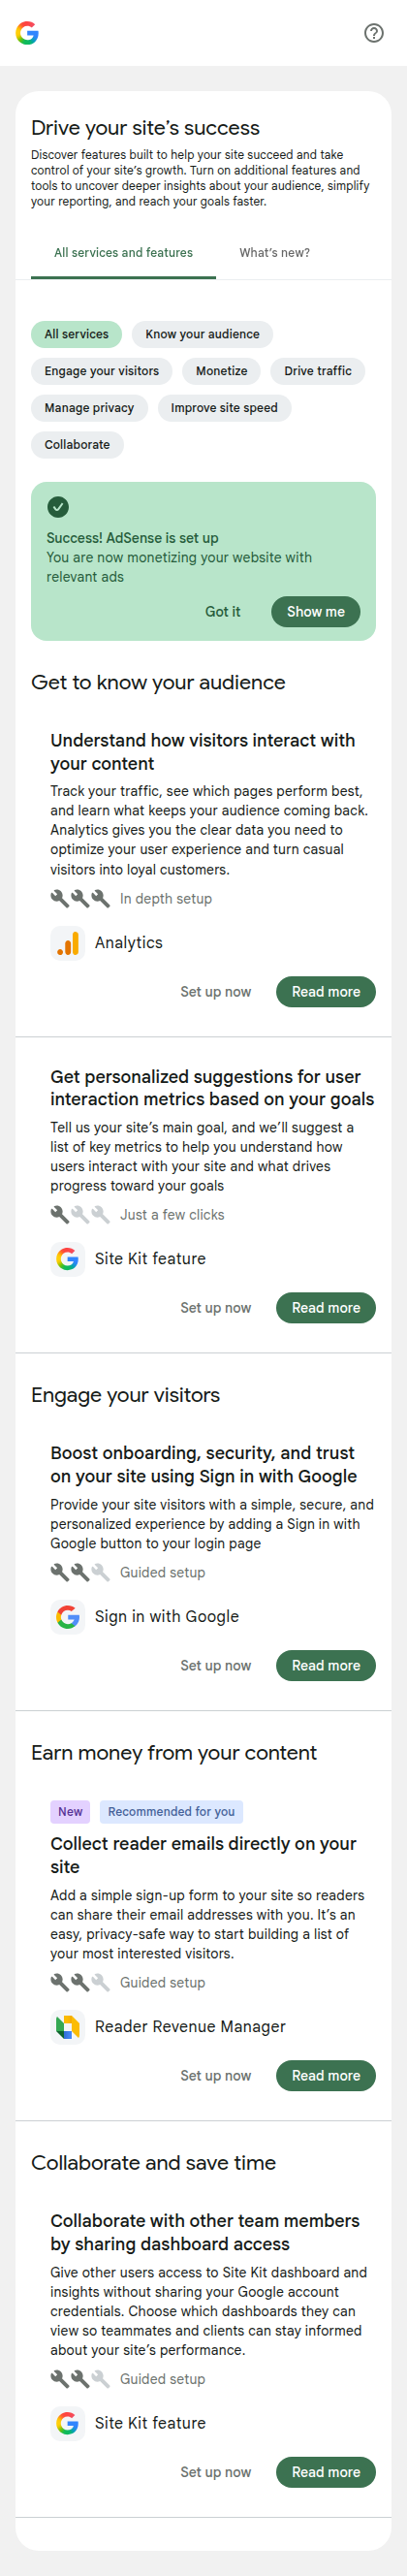 Drive your site's success
Discover features built to help your site succeed and take
control of your site's growth. Turn on additional features and
tools to uncover deeper insights about your audience, simplify
your reporting, and reach your goals faster.
All services and features
What's new?
All services
Know your audience
Engage your visitors
Monetize
Drive traffic
Manage privacy
Improve site speed
Collaborate
Success! AdSense is set up
You are now monetizing your website with
relevant ads
Got it
Show me
Get to know your audience
Understand how visitors interact with
your content
Track your traffic, see which pages perform best,
and learn what keeps your audience coming back.
Analytics gives you the clear data you need to
optimize your user experience and turn casual
visitors into loyal customers.
In depth setup
Analytics
Set up now
Read more
Get personalized suggestions for user
interaction metrics based on your goals
Tell us your site's main goal, and we'll suggest a
list of key metrics to help you understand how
users interact with your site and what drives
progress toward your goals
Just a few clicks
Site Kit feature
Set up now
Read more
Engage your visitors
Boost onboarding, security, and trust
on your site using Sign in with Google
Provide your site visitors with a simple, secure, and
personalized experience by adding a Sign in with
Google button to your login page
Guided setup
Sign in with Google
Set up now
Read more
Earn money from your content
New
Recommended for you
Collect reader emails directly on your
site
Add a simple sign-up form to your site so readers
can share their email addresses with you. It's an
easy, privacy-safe way to start building a list of
your most interested visitors.
Guided setup
Reader Revenue Manager
Set up now
Read more
Collaborate and save time
Collaborate with other team members
by sharing dashboard access
Give other users access to Site Kit dashboard and
insights without sharing your Google account
credentials. Choose which dashboards they can
view so teammates and clients can stay informed
about your site's performance.
Guided setup
Site Kit feature
Set up now
Read more